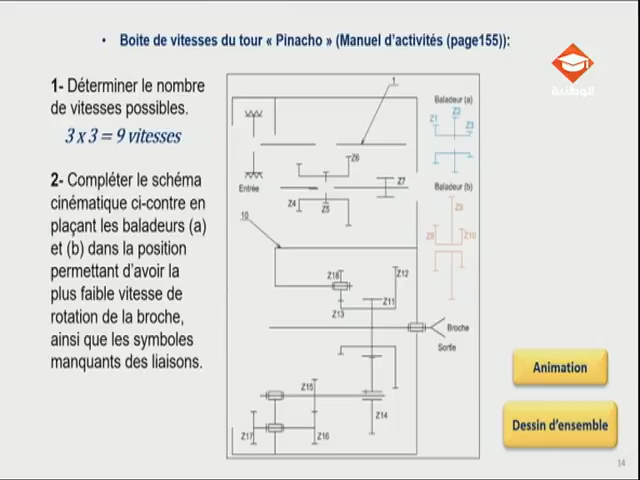 • Boite de vitesses du tour « Pinacho » (Manuel d'activités (page155)):
1- Déterminer le nombre
de vitesses possibles.
3 x 3 = 9 vitesses
2- Compléter le schéma
cinématique ci-contre en
plaçant les baladeurs (a)
et (b) dans la position
permettant d'avoir la
plus faible vitesse de
rotation de la broche,
ainsi que les symboles
manquants des liaisons.
1
Baladeur (a)
Z2
Z1
Z3
Z6
Entrée
Z7
Baladeur (b)
Z4
Z5
10
Z9
Z8
Z10
Z18
Z12
Z11
Z13
Broche
Sortie
Z15
Z14
Z17
Z16
Animation
Dessin d'ensemble
14
الوطنية